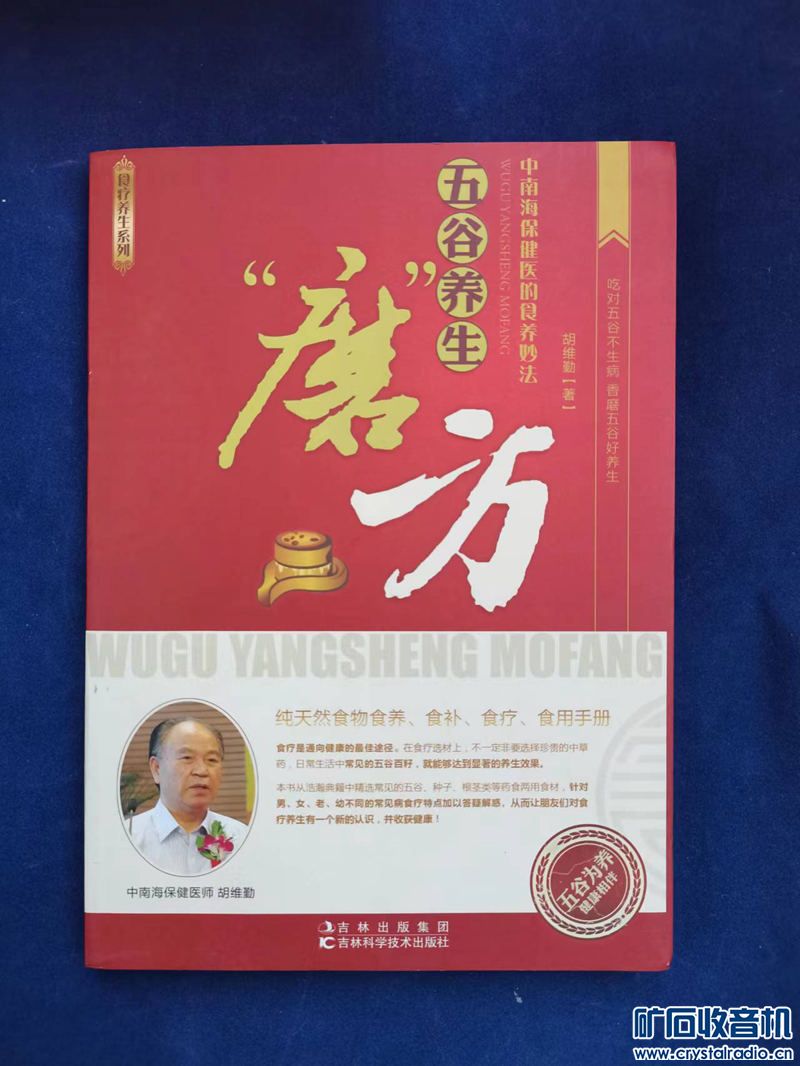 食疗养生系列
五谷养生
“磨”
方
中南海保健医的食养妙法
WUGU YANGSHENG MOFANG
胡维勤【著】
吃对五谷不生病 香磨五谷好养生
WUGU YANGSHENG MOFANG
纯天然食物食养、食补、食疗、食用手册
食疗是通向健康的最佳途径。在食疗选材上，不一定非要选择珍贵的中草
药，日常生活中常见的五谷百籽，就能够达到显著的养生效果。
本书从浩瀚典籍中精选常见的五谷、种子、根茎类等药食两用食材，针对
男、女、老、幼不同的常见病食疗特点加以答疑解惑，从而让朋友们对食
疗养生有一个新的认识，并收获健康！
中南海保健医师 胡维勤
五谷为养
健康相伴
吉林出版集团
吉林科学技术出版社
矿石收音机
www.crystalradio.cn